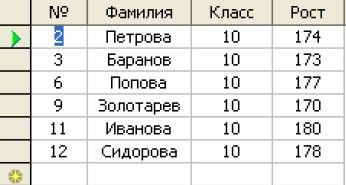 № Фамилия Класс Рост
2 Петрова 10 174
3 Баранов 10 173
6 Попова 10 177
9 Золотарев 10 170
11 Иванова 10 180
12 Сидорова 10 178